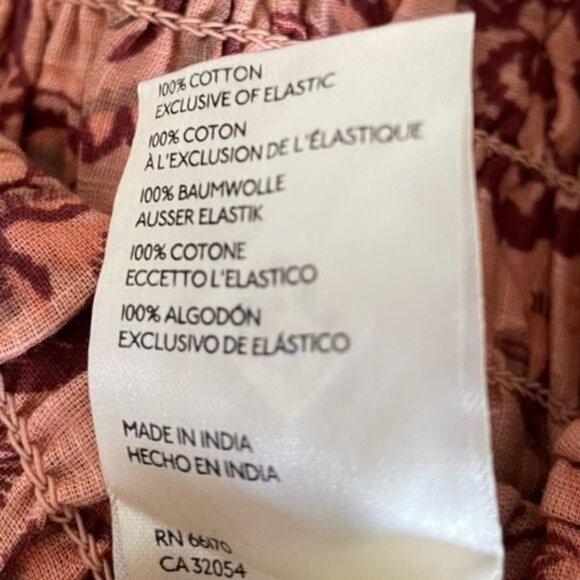 100% COTTON
EXCLUSIVE OF ELASTIC
100% COTON
À L'EXCLUSION DE L'ÉLASTIQUE
100% BAUMWOLLE
AUSSER ELASTIK
100% COTONE
ECCETTO L'ELASTICO
100% ALGODÓN
EXCLUSIVO DE ELÁSTICO
MADE IN INDIA
HECHO EN INDIA
RN 66170
CA 32054